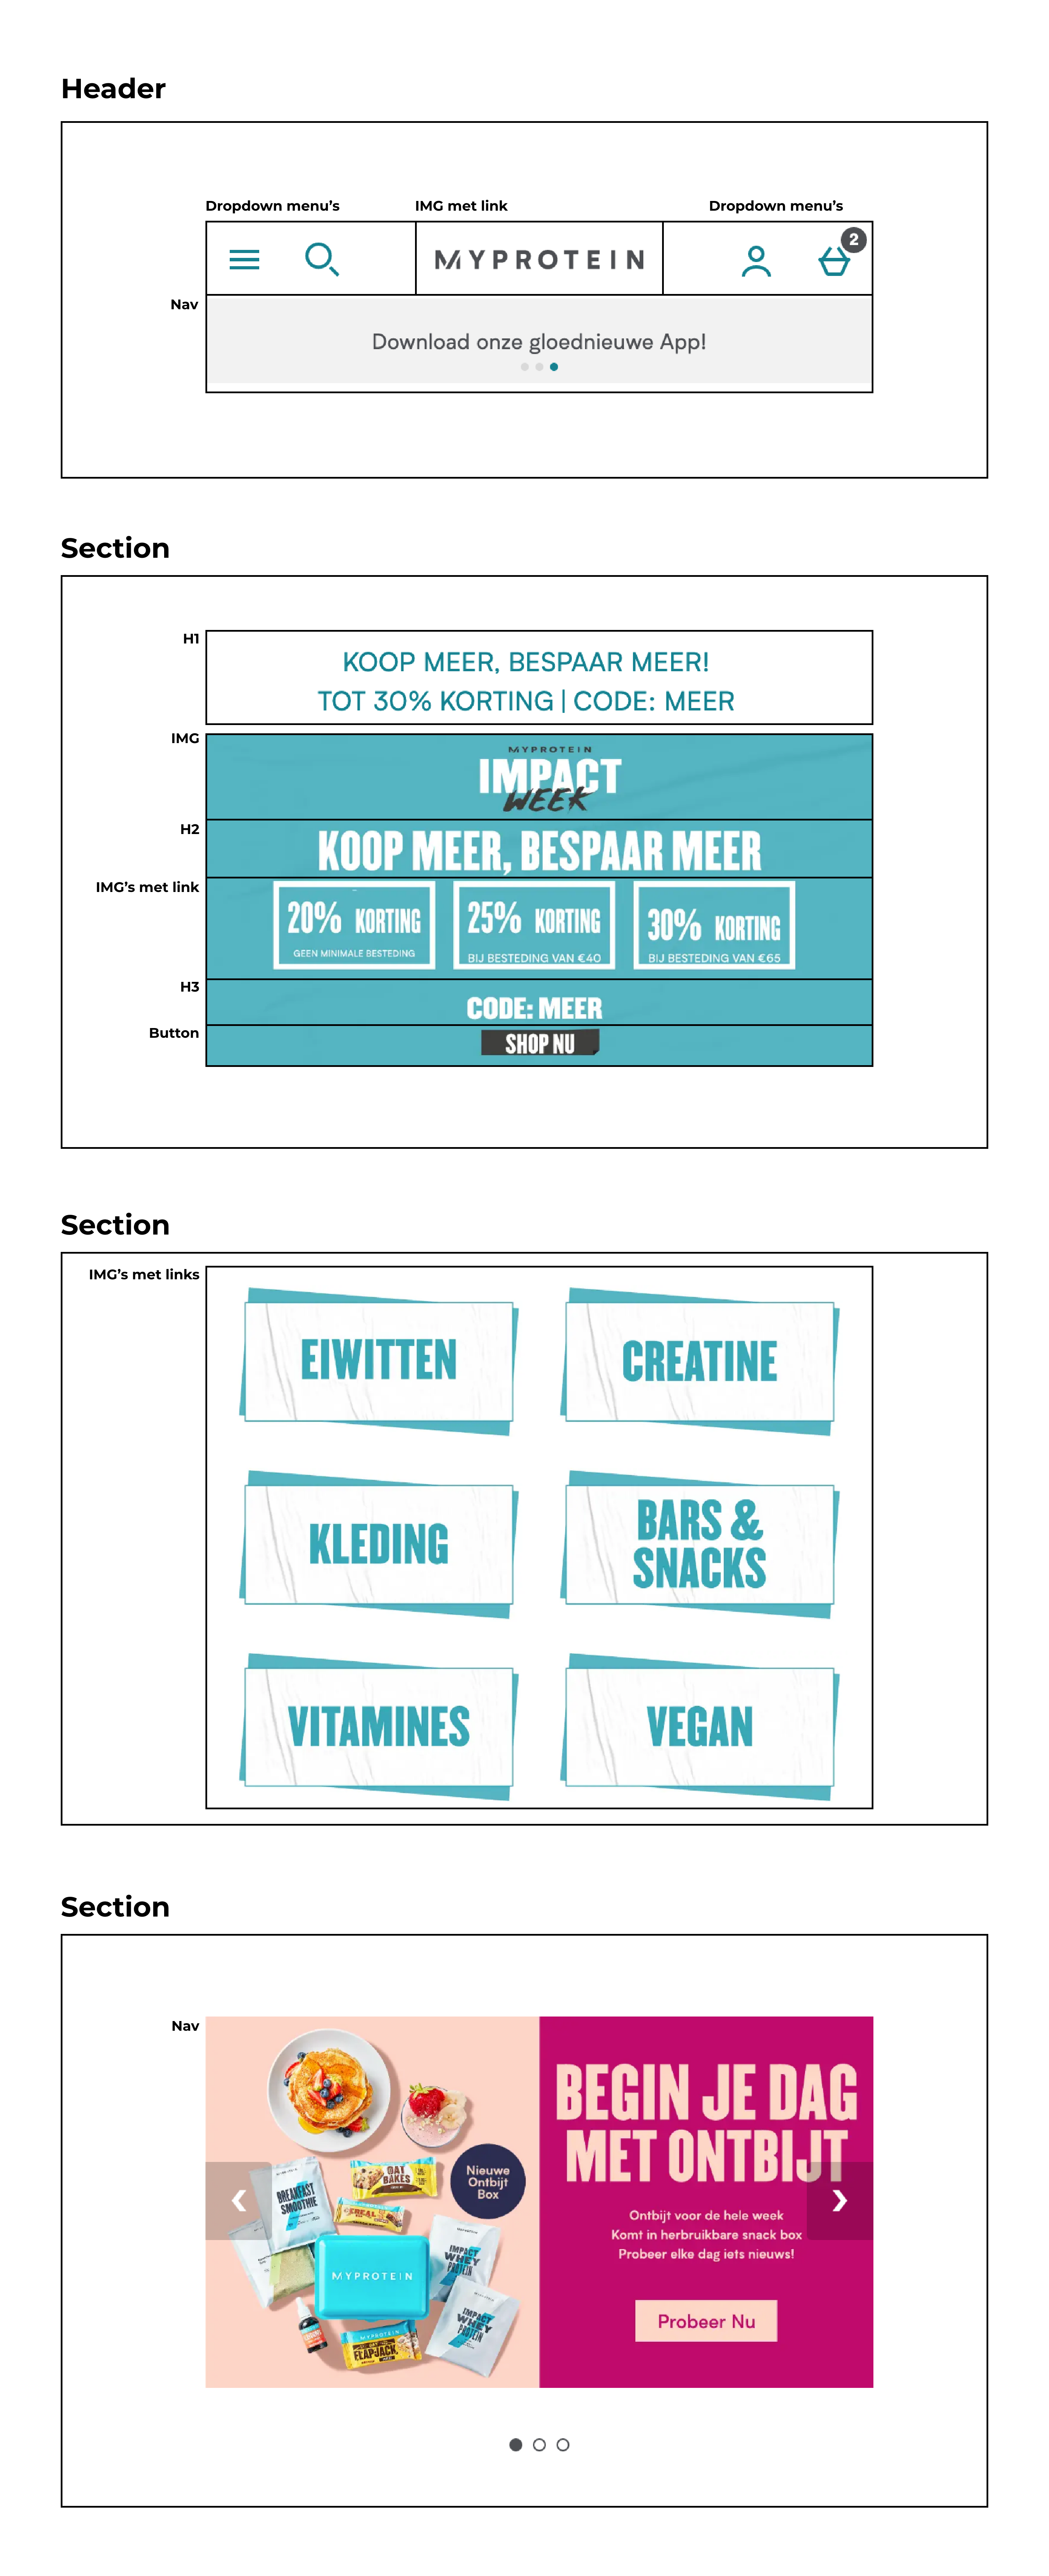 Header
Dropdown menu's
IMG met link
Dropdown menu's
MYPROTEIN
2
Nav
Download onze gloednieuwe App!
Section
H1
KOOP MEER, BESPAAR MEER!
TOT 30% KORTING | CODE: MEER
IMG
MYPROTEIN
IMPACT
WEEK
H2
KOOP MEER, BESPAAR MEER
IMG's met link
20% KORTING
GEEN MINIMALE BESTEDING
25% KORTING
BIJ BESTEDING VAN €40
30% KORTING
BIJ BESTEDING VAN €65
H3
CODE: MEER
Button
SHOP NU
Section
IMG's met links
EIWITTEN
CREATINE
KLEDING
BARS &
SNACKS
VITAMINES
VEGAN
Section
Nav
BEGIN JE DAG
MET ONTBIJT
Nieuwe
Ontbijt
Box
OAT
BAKES
BREAKFAST
SMOOTHIE
CEREAL
IMPACT
WHEY
PROTEIN
MYPROTEIN
IMPACT
WHEY
PROTEIN
MYPROTEIN
FLAPJACK
Ontbijt voor de hele week
Komt in herbruikbare snack box
Probeer elke dag iets nieuws!
Probeer Nu